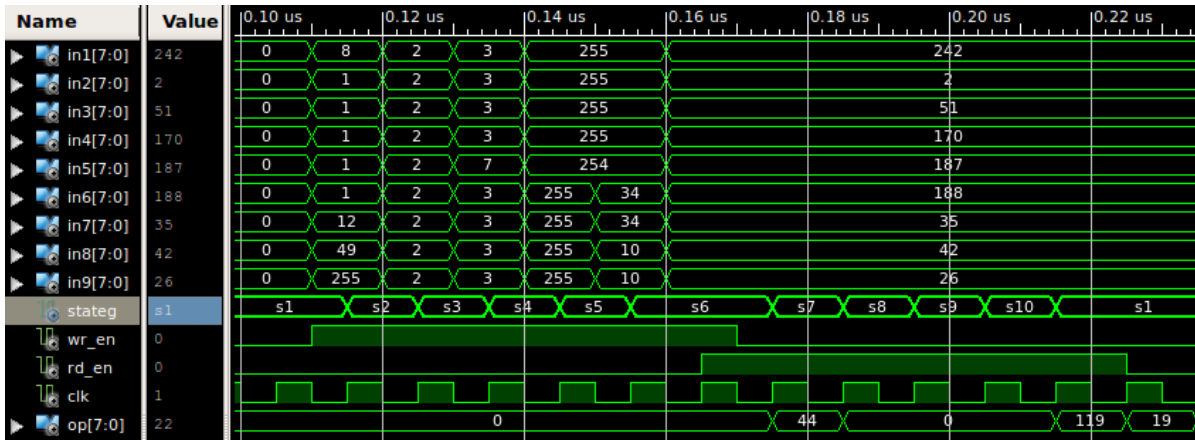 Name Value 0.10 us 0.12 us 0.14 us 0.16 us 0.18 us 0.20 us 0.22 us
in1[7:0] 242 0 8 2 3 255 242
in2[7:0] 2 0 1 2 3 255 2
in3[7:0] 51 0 1 2 3 255 51
in4[7:0] 170 0 1 2 3 255 170
in5[7:0] 187 0 1 2 7 254 187
in6[7:0] 188 0 1 2 3 255 34 188
in7[7:0] 35 0 12 2 3 255 34 35
in8[7:0] 42 0 49 2 3 255 10 42
in9[7:0] 26 0 255 2 3 255 10 26
stateg s1 s1 s2 s3 s4 s5 s6 s7 s8 s9 s10 s1
wr_en 0
rd_en 0
clk 1
op[7:0] 22 0 44 0 119 19